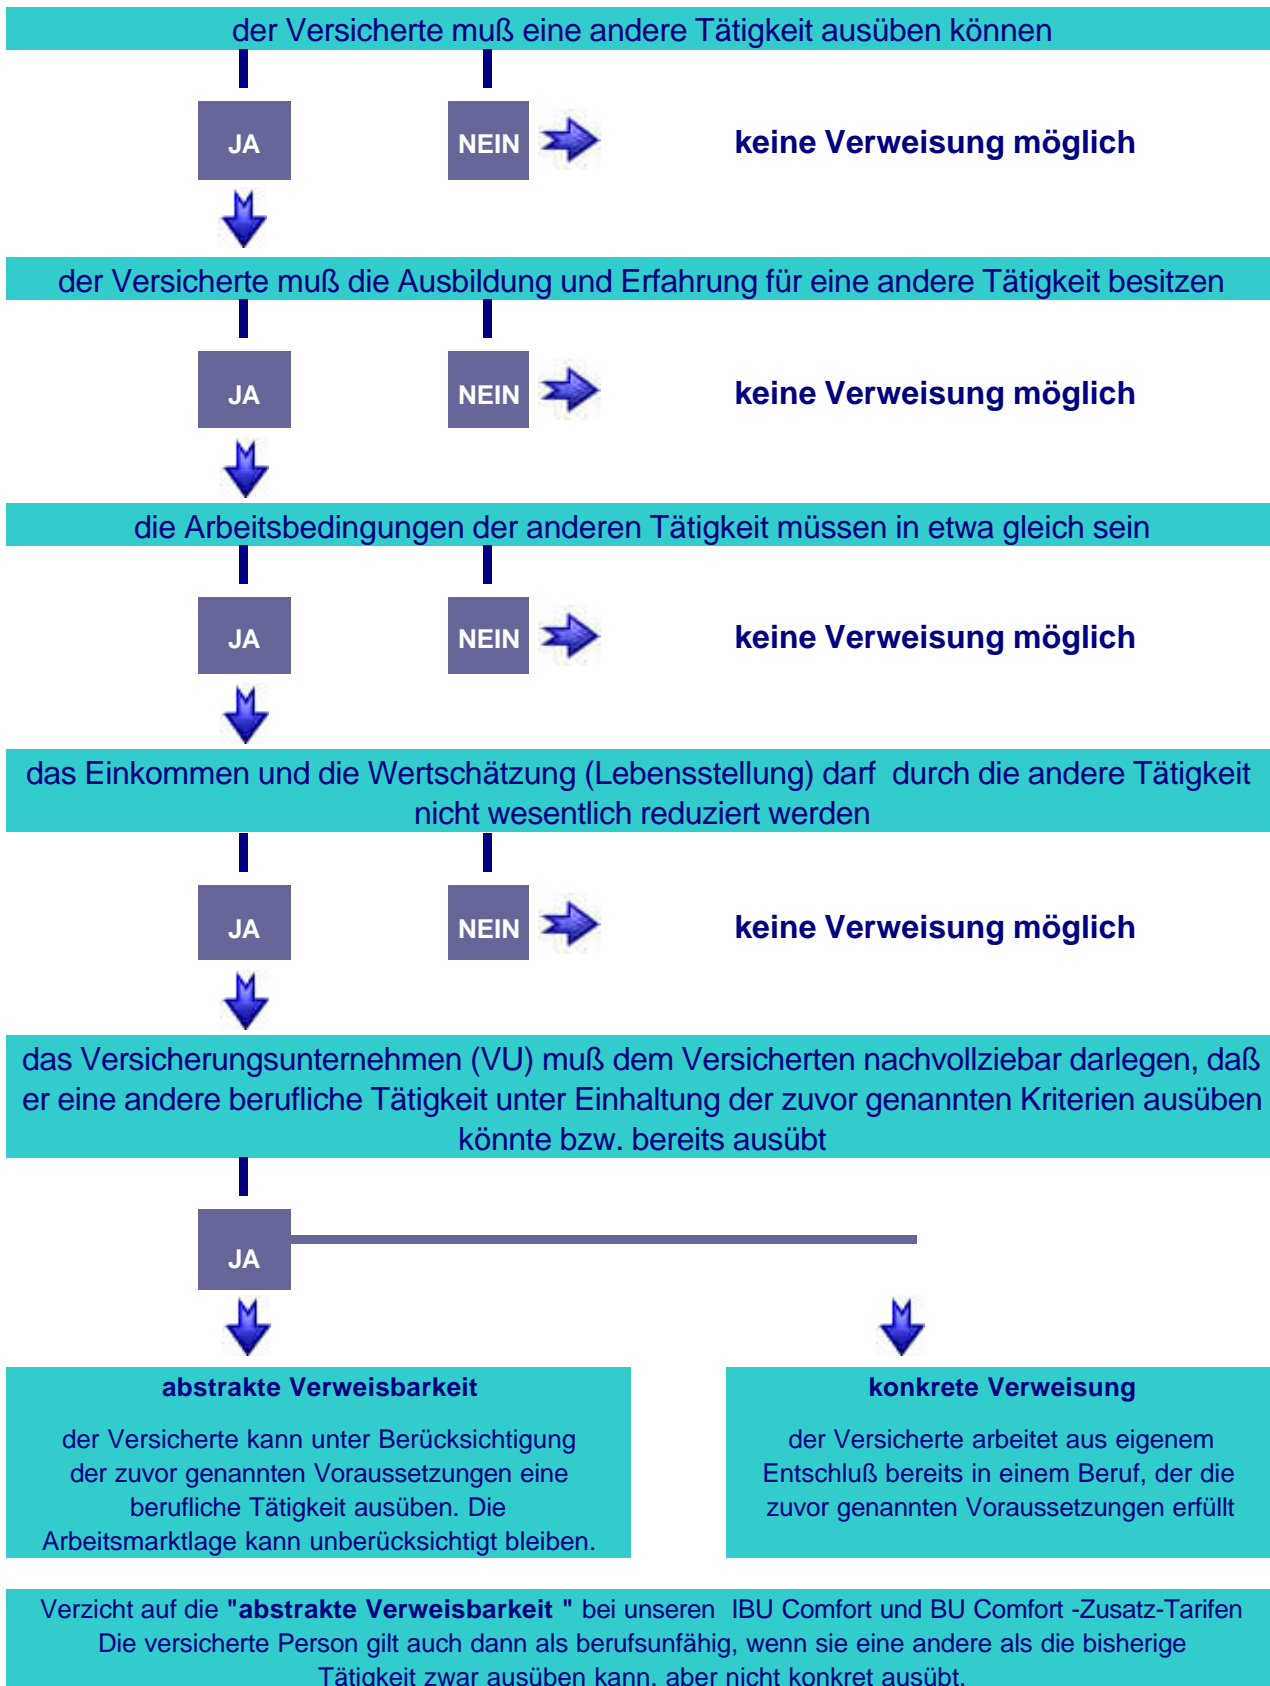 der Versicherte muß eine andere Tätigkeit ausüben können
JA
NEIN
keine Verweisung möglich
der Versicherte muß die Ausbildung und Erfahrung für eine andere Tätigkeit besitzen
JA
NEIN
keine Verweisung möglich
die Arbeitsbedingungen der anderen Tätigkeit müssen in etwa gleich sein
JA
NEIN
keine Verweisung möglich
das Einkommen und die Wertschätzung (Lebensstellung) darf durch die andere Tätigkeit
nicht wesentlich reduziert werden
JA
NEIN
keine Verweisung möglich
das Versicherungsunternehmen (VU) muß dem Versicherten nachvollziebar darlegen, daß
er eine andere berufliche Tätigkeit unter Einhaltung der zuvor genannten Kriterien ausüben
könnte bzw. bereits ausübt
JA
abstrakte Verweisbarkeit
der Versicherte kann unter Berücksichtigung
der zuvor genannten Voraussetzungen eine
berufliche Tätigkeit ausüben. Die
Arbeitsmarktlage kann unberücksichtigt bleiben.
konkrete Verweisung
der Versicherte arbeitet aus eigenem
Entschluß bereits in einem Beruf, der die
zuvor genannten Voraussetzungen erfüllt
Verzicht auf die "abstrakte Verweisbarkeit " bei unseren IBU Comfort und BU Comfort -Zusatz-Tarifen
Die versicherte Person gilt auch dann als berufsunfähig, wenn sie eine andere als die bisherige
Tätigkeit zwar ausüben kann, aber nicht konkret ausübt.